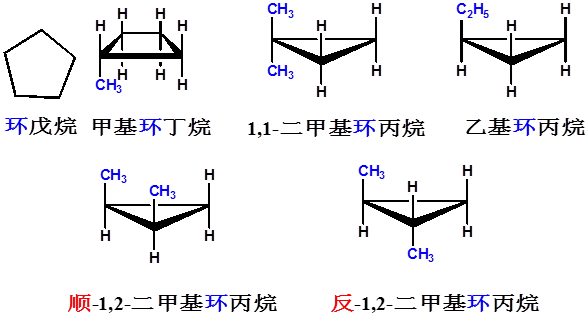 H H H
H H H H
CH3
CH3 H
CH3 H H
C2H5 H
H H H
环戊烷 甲基环丁烷 1,1-二甲基环丙烷 乙基环丙烷
CH3 CH3 H
H H H
CH3 H H
H CH3 H
顺-1,2-二甲基环丙烷 反-1,2-二甲基环丙烷